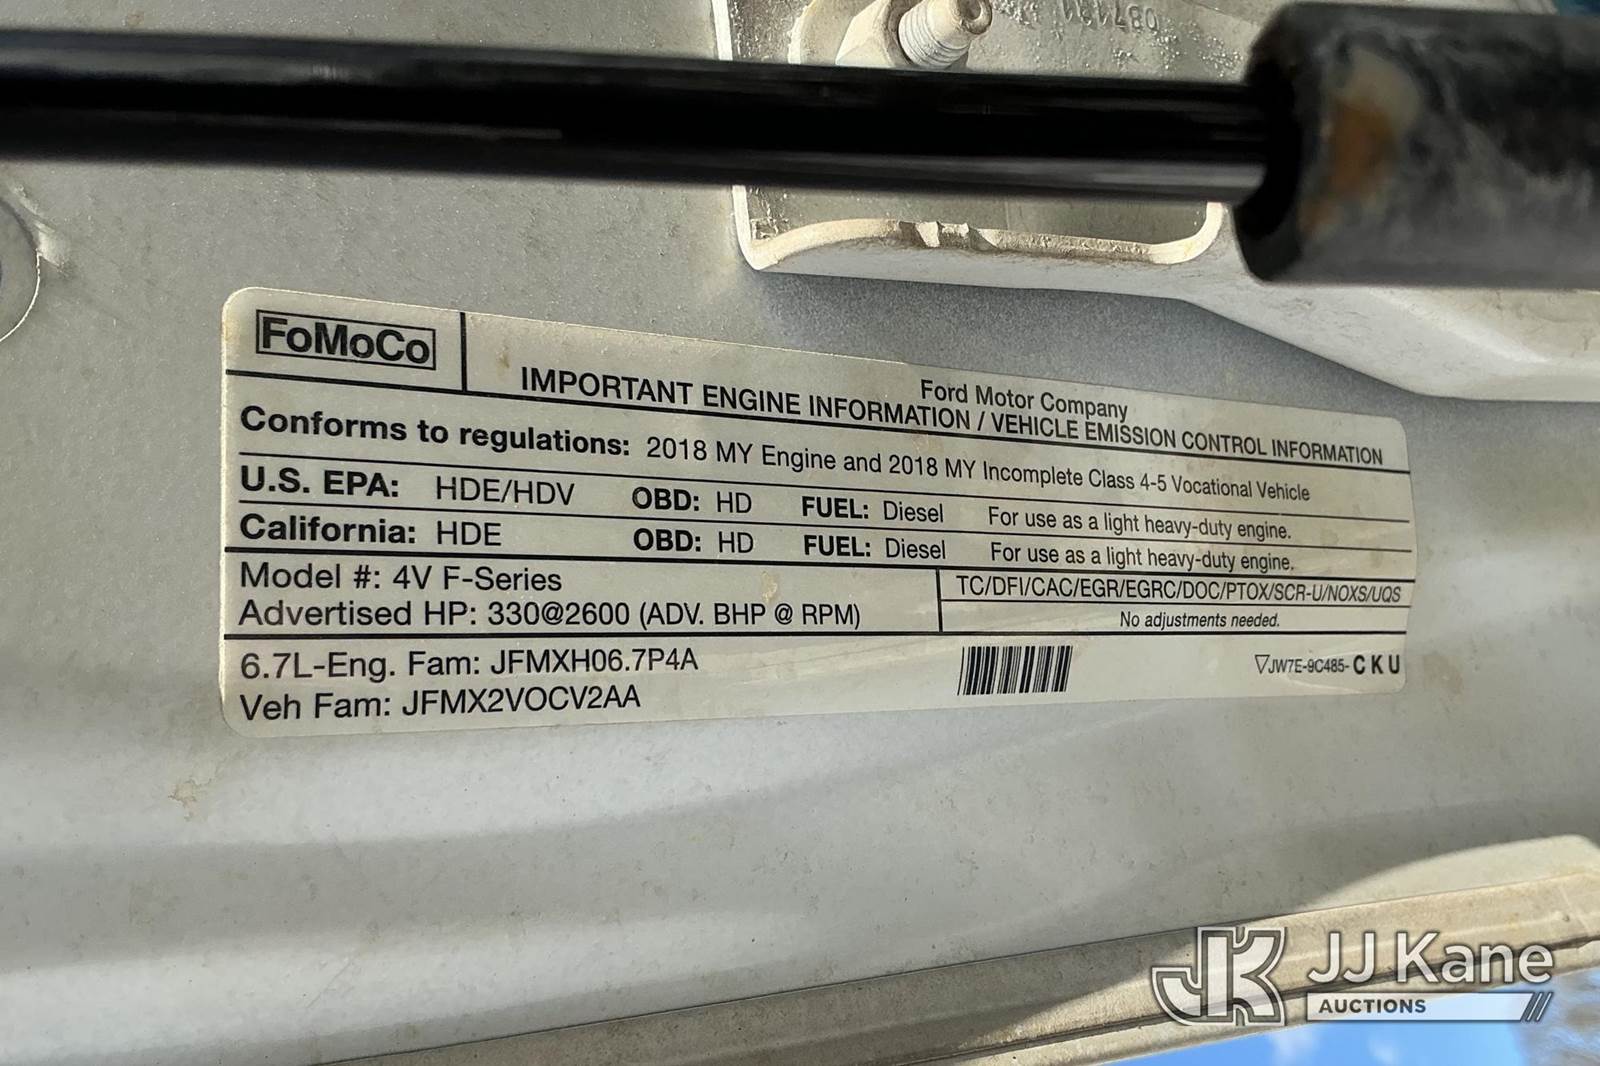 087191
FoMoCo
Ford Motor Company
IMPORTANT ENGINE INFORMATION / VEHICLE EMISSION CONTROL INFORMATION
Conforms to regulations: 2018 MY Engine and 2018 MY Incomplete Class 4-5 Vocational Vehicle
U.S. EPA: HDE/HDV OBD: HD FUEL: Diesel For use as a light heavy-duty engine.
California: HDE OBD: HD FUEL: Diesel For use as a light heavy-duty engine.
Model #: 4V F-Series
Advertised HP: 330@2600 (ADV. BHP @ RPM)
TC/DFI/CAC/EGR/EGRC/DOC/PTOX/SCR-U/NOXS/UQS
No adjustments needed.
6.7L-Eng. Fam: JFMXH06.7P4A
Veh Fam: JFMX2VOCV2AA
▽JW7E-9C485-CKU
JK JJ Kane
AUCTIONS